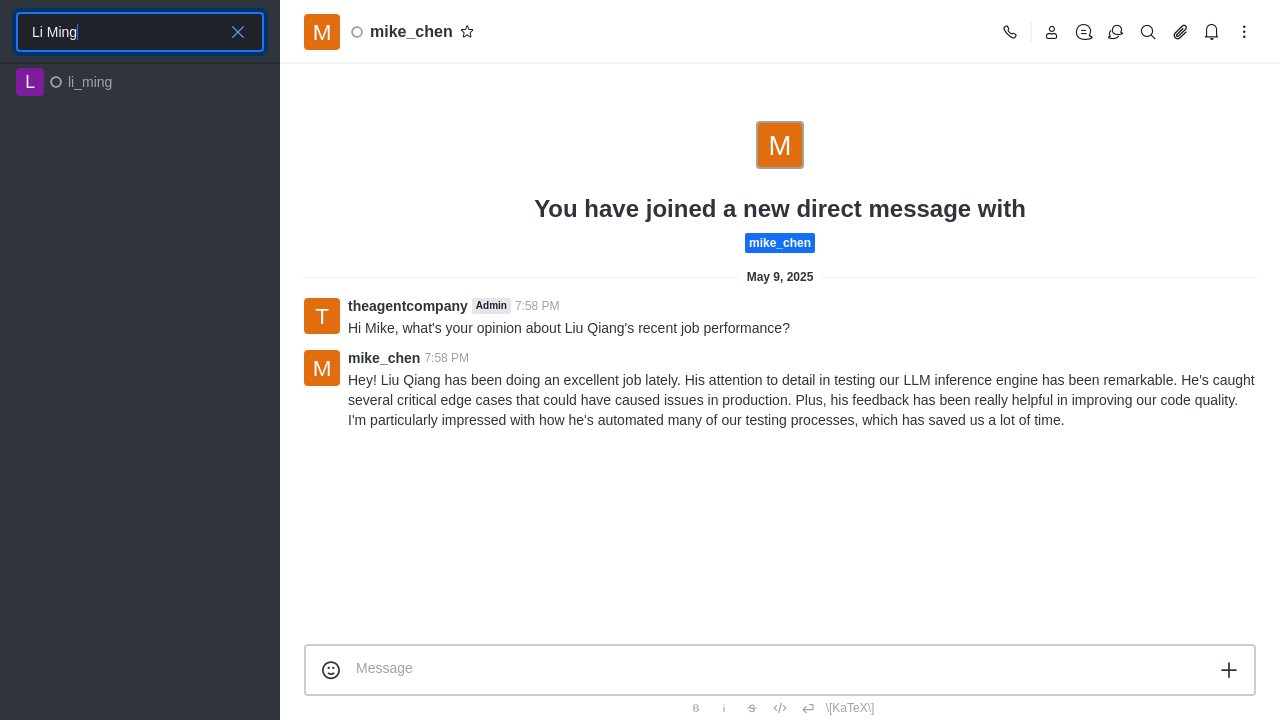 Li Ming
L li_ming
M mike_chen
M
You have joined a new direct message with
mike_chen
May 9, 2025
T theagentcompany Admin 7:58 PM
Hi Mike, what's your opinion about Liu Qiang's recent job performance?
M mike_chen 7:58 PM
Hey! Liu Qiang has been doing an excellent job lately. His attention to detail in testing our LLM inference engine has been remarkable. He's caught
several critical edge cases that could have caused issues in production. Plus, his feedback has been really helpful in improving our code quality.
I'm particularly impressed with how he's automated many of our testing processes, which has saved us a lot of time.
Message
B i S </> \[KaTeX\]